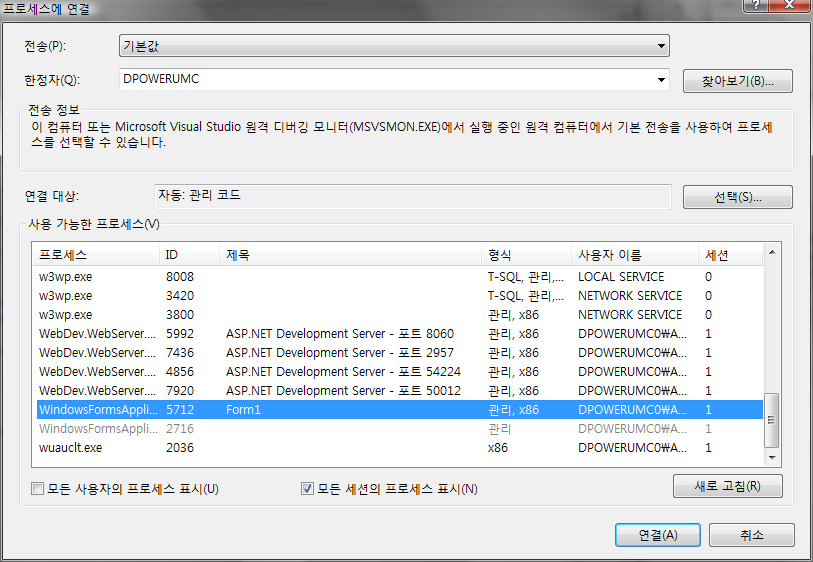 프로세스에 연결
전송(P): 기본값
한정자(Q): DPOWERUMC 찾아보기(B)...
전송 정보
이 컴퓨터 또는 Microsoft Visual Studio 원격 디버깅 모니터(MSVSMON.EXE)에서 실행 중인 원격 컴퓨터에서 기본 전송을 사용하여 프로세
스를 선택할 수 있습니다.
연결 대상: 자동: 관리 코드 선택(S)...
사용 가능한 프로세스(V)
프로세스 ID 제목 형식 사용자 이름 세션
w3wp.exe 8008 T-SQL, 관리,... LOCAL SERVICE 0
w3wp.exe 3420 T-SQL, 관리,... NETWORK SERVICE 0
w3wp.exe 3800 관리, x86 NETWORK SERVICE 0
WebDev.WebServer.... 5992 ASP.NET Development Server - 포트 8060 관리, x86 DPOWERUMC0₩A... 1
WebDev.WebServer.... 7436 ASP.NET Development Server - 포트 2957 관리, x86 DPOWERUMC0₩A... 1
WebDev.WebServer.... 4856 ASP.NET Development Server - 포트 54224 관리, x86 DPOWERUMC0₩A... 1
WebDev.WebServer.... 7920 ASP.NET Development Server - 포트 50012 관리, x86 DPOWERUMC0₩A... 1
WindowsFormsAppli... 5712 Form1 관리, x86 DPOWERUMC0₩A... 1
WindowsFormsAppli... 2716 관리 DPOWERUMC0₩A... 1
wuauclt.exe 2036 x86 DPOWERUMC0₩A... 1
모든 사용자의 프로세스 표시(U) 모든 세션의 프로세스 표시(N) 새로 고침(R)
연결(A) 취소